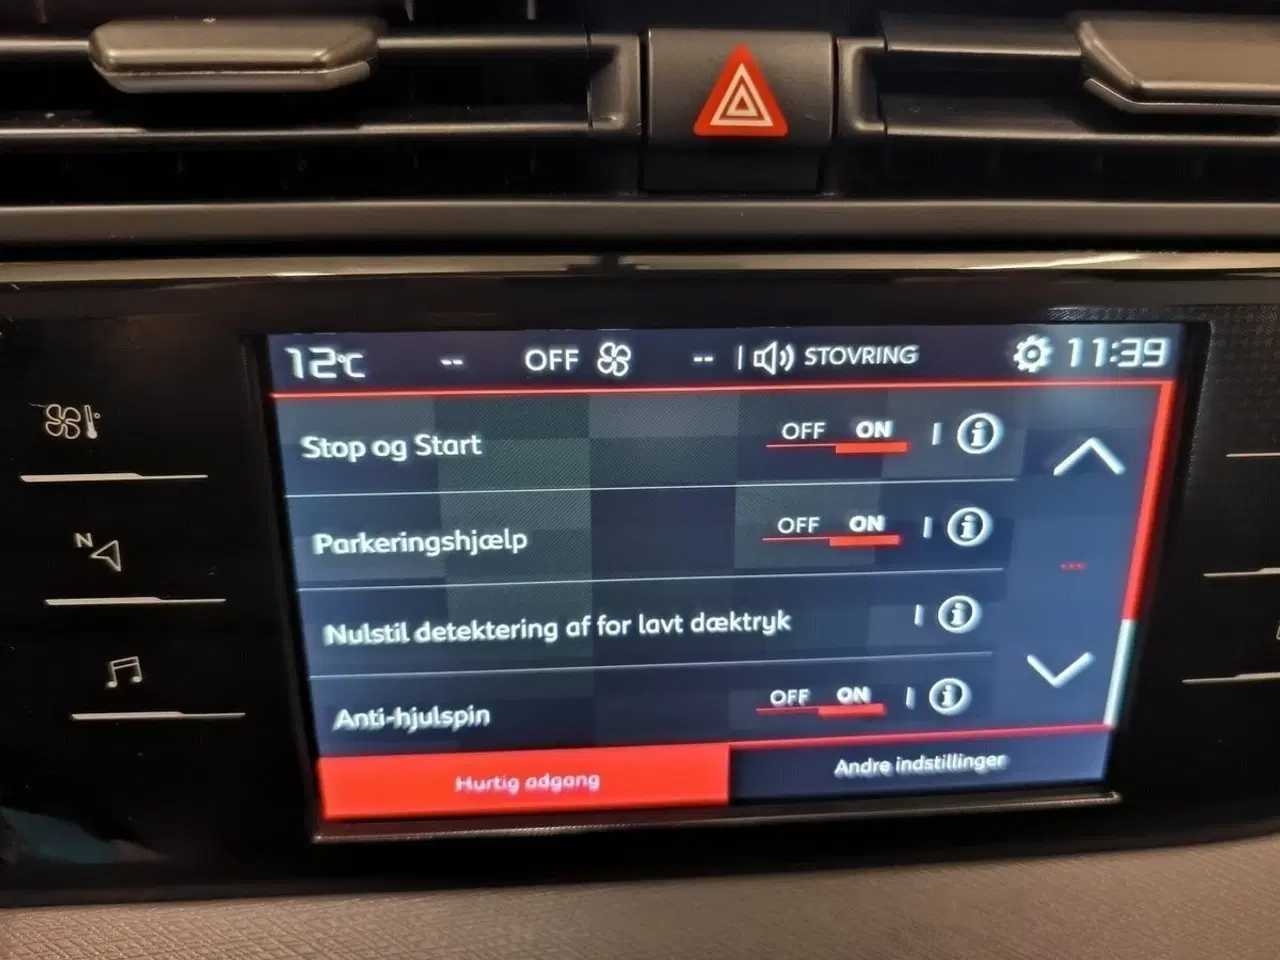 12°C -- OFF -- STOVRING 11:39
Stop og Start OFF ON
Parkeringshjælp OFF ON
Nulstil detektering af for lavt dæktryk
Anti-hjulspin OFF ON
Hurtig adgang Andre indstillinger
N